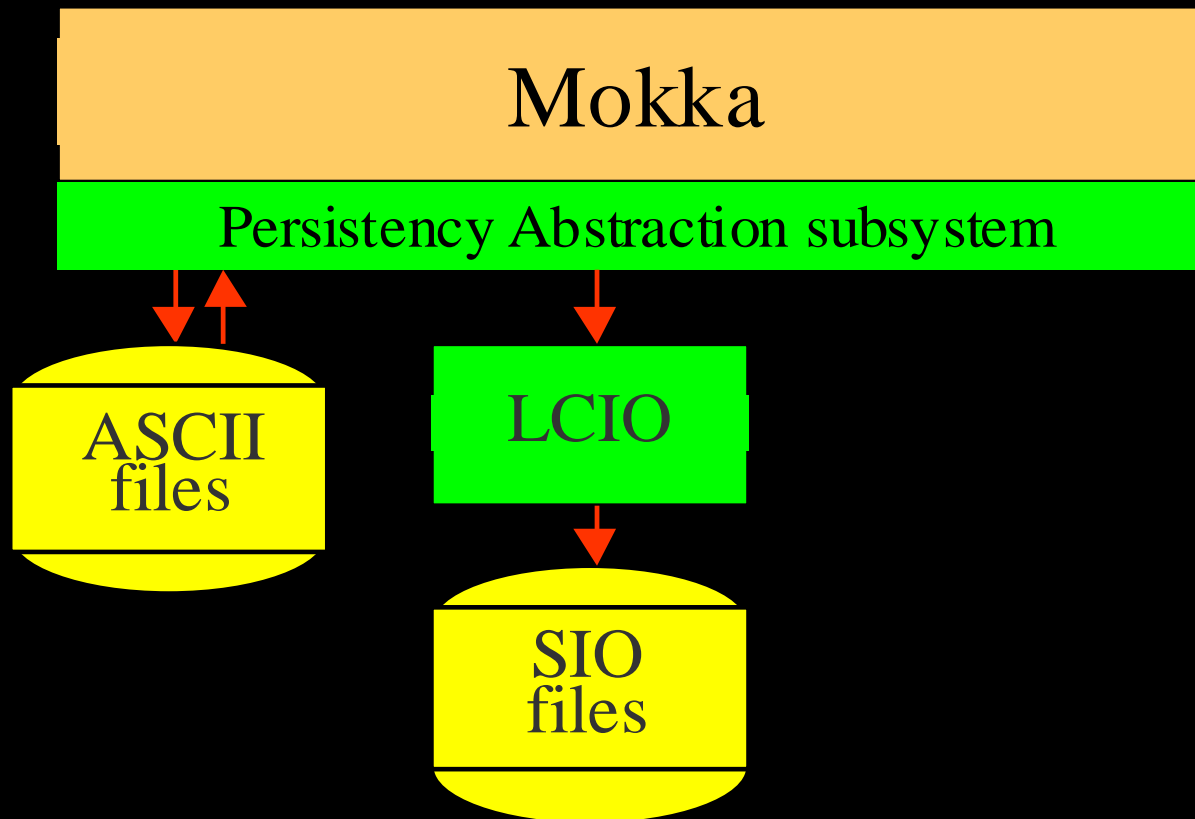 Mokka
Persistency Abstraction subsystem
ASCII
files
LCIO
SIO
files